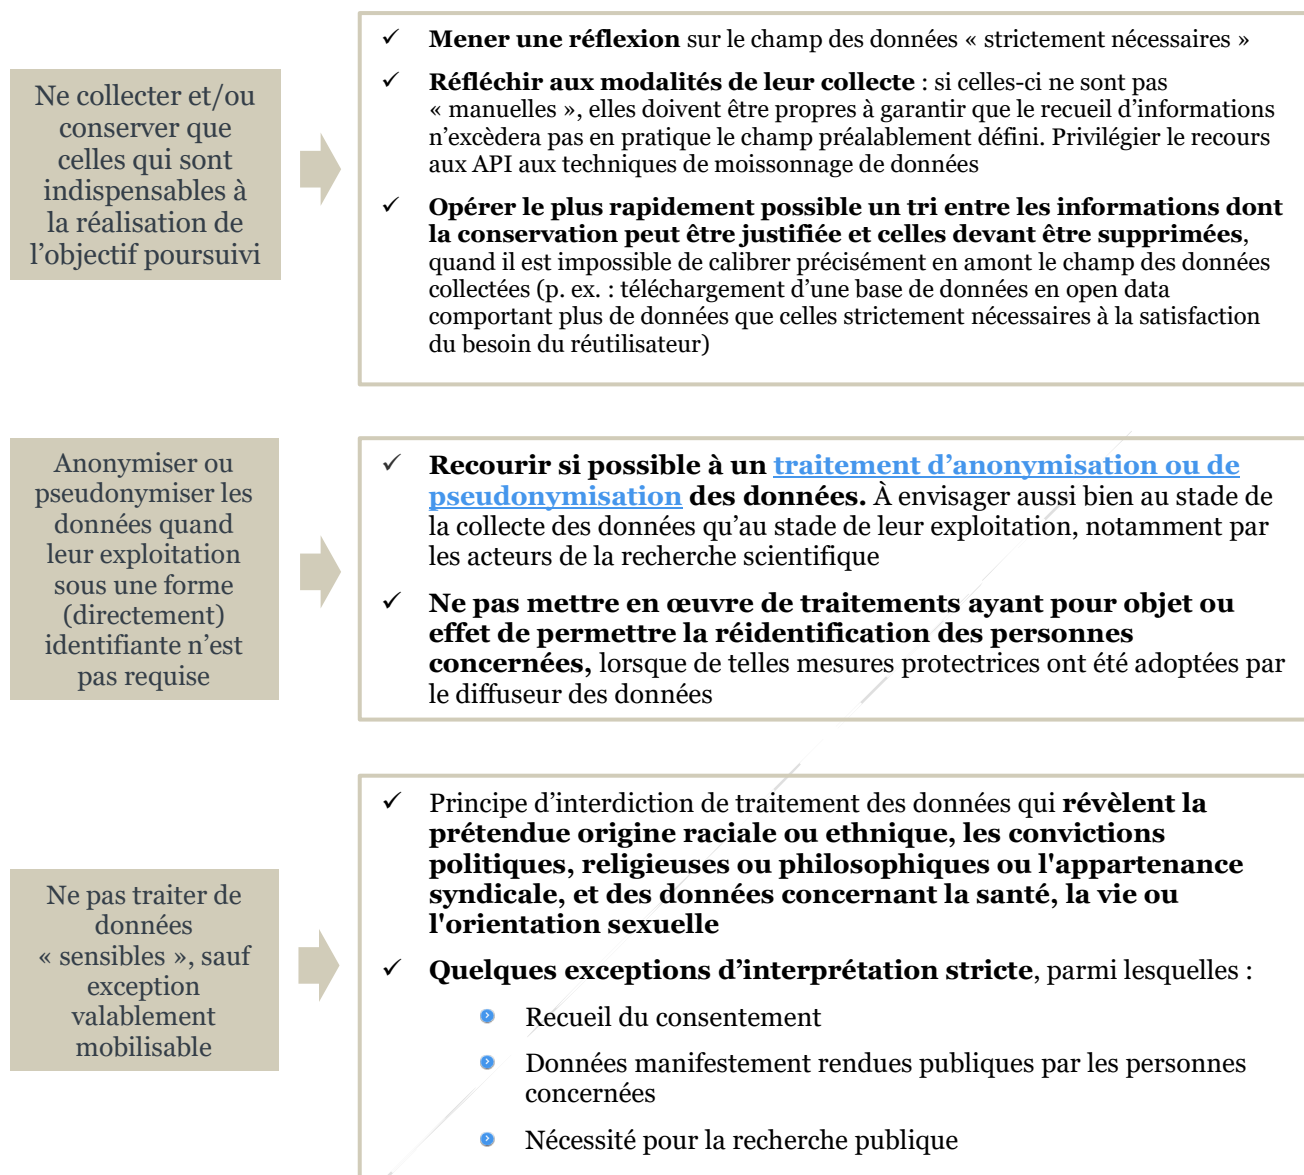 Ne collecter et/ou
conserver que
celles qui sont
indispensables à
la réalisation de
l’objectif poursuivi
✓ Mener une réflexion sur le champ des données « strictement nécessaires »
✓ Réfléchir aux modalités de leur collecte : si celles-ci ne sont pas
« manuelles », elles doivent être propres à garantir que le recueil d’informations
n’excèdera pas en pratique le champ préalablement défini. Privilégier le recours
aux API aux techniques de moissonnage de données
✓ Opérer le plus rapidement possible un tri entre les informations dont
la conservation peut être justifiée et celles devant être supprimées,
quand il est impossible de calibrer précisément en amont le champ des données
collectées (p. ex. : téléchargement d’une base de données en open data
comportant plus de données que celles strictement nécessaires à la satisfaction
du besoin du réutilisateur)
Anonymiser ou
pseudonymiser les
données quand
leur exploitation
sous une forme
(directement)
identifiante n’est
pas requise
✓ Recourir si possible à un traitement d’anonymisation ou de
pseudonymisation des données. À envisager aussi bien au stade de
la collecte des données qu’au stade de leur exploitation, notamment par
les acteurs de la recherche scientifique
✓ Ne pas mettre en œuvre de traitements ayant pour objet ou
effet de permettre la réidentification des personnes
concernées, lorsque de telles mesures protectrices ont été adoptées par
le diffuseur des données
Ne pas traiter de
données
« sensibles », sauf
exception
valablement
mobilisable
✓ Principe d’interdiction de traitement des données qui révèlent la
prétendue origine raciale ou ethnique, les convictions
politiques, religieuses ou philosophiques ou l'appartenance
syndicale, et des données concernant la santé, la vie ou
l'orientation sexuelle
✓ Quelques exceptions d’interprétation stricte, parmi lesquelles :
Recueil du consentement
Données manifestement rendues publiques par les personnes
concernées
Nécessité pour la recherche publique